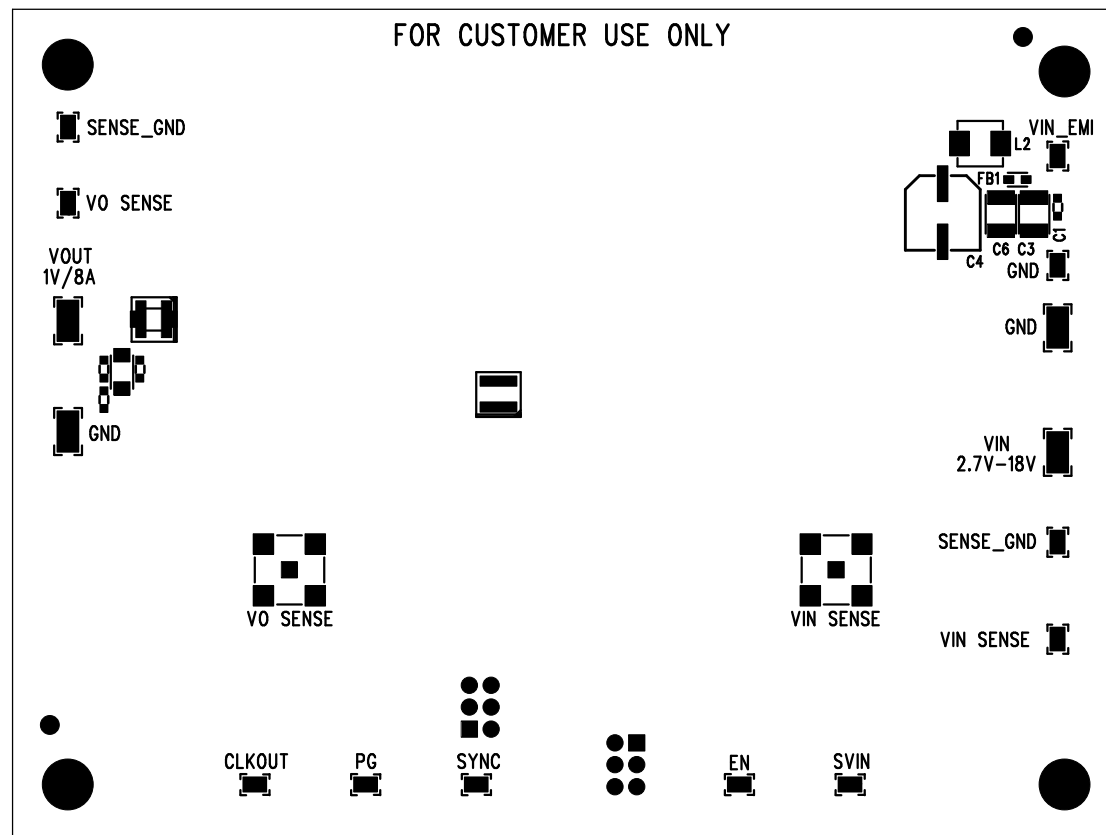 FOR CUSTOMER USE ONLY
SENSE_GND
VIN_EMI
L2
FB1
VO SENSE
C1
C6
C3
C4
VOUT
1V/8A
GND
GND
GND
VIN
2.7V-18V
SENSE_GND
VO SENSE
VIN SENSE
VIN SENSE
CLKOUT
PG
SYNC
EN
SVIN